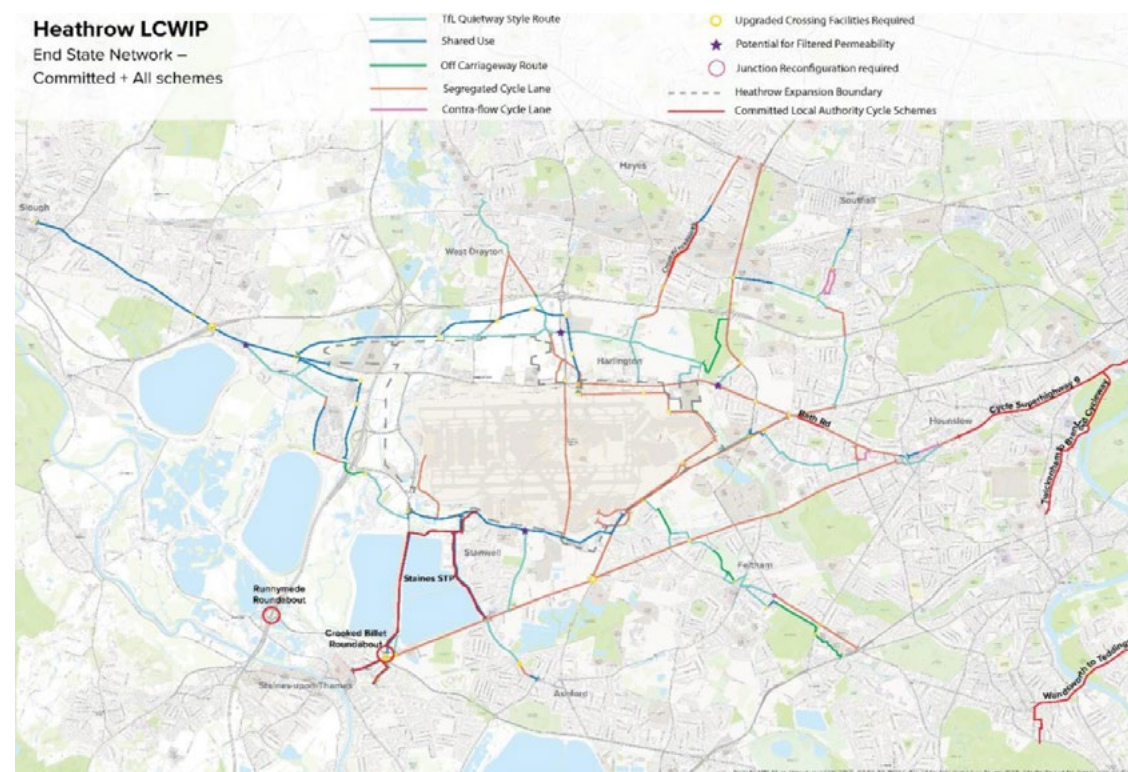 Heathrow LCWIP
End State Network –
Committed + All schemes
TfL Quietway Style Route
Shared Use
Off Carriageway Route
Segregated Cycle Lane
Contra-flow Cycle Lane
Upgraded Crossing Facilities Required
Potential for Filtered Permeability
Junction Reconfiguration required
Heathrow Expansion Boundary
Committed Local Authority Cycle Schemes
Hayes
Slough
Southall
West Drayton
Harlington
Cycle Superhighway 9
Hounslow
Bath Rd
Twickenham to
Cycleway
Stanwell
Staines STP
Feltham
Runnymede
Roundabout
Crooked Billet
Roundabout
Staines-upon-Thames
Ashford
Wandsworth to